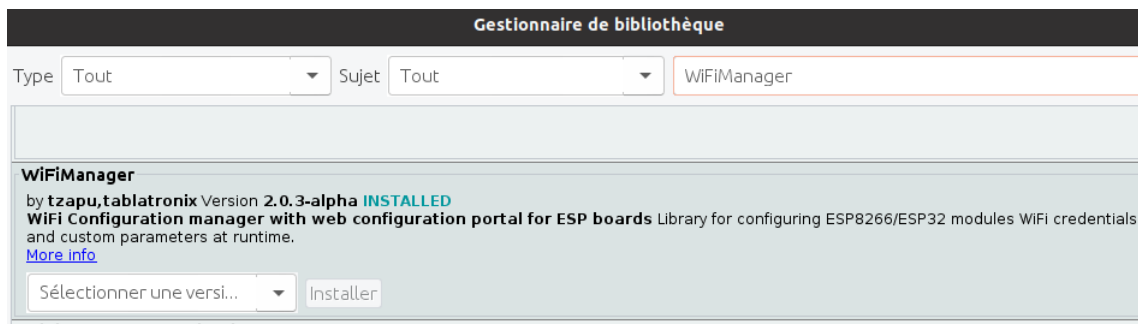 Gestionnaire de bibliothèque
Type Tout Sujet Tout WiFiManager
WiFiManager
by tzapu,tablatronix Version 2.0.3-alpha INSTALLED
WiFi Configuration manager with web configuration portal for ESP boards Library for configuring ESP8266/ESP32 modules WiFi credentials
and custom parameters at runtime.
More info
Sélectionner une versi... Installer